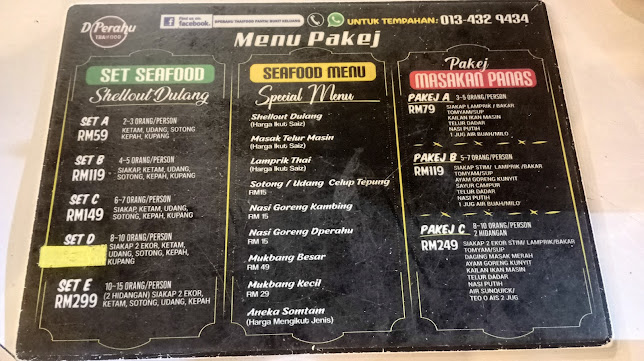 D'Perahu
THAIFOOD
Find us on:
facebook.
DPERAHU THAIFOOD PANTAI BUKIT KELUANG
UNTUK TEMPAHAN: 013-432 9434
Menu Pakej
SET SEAFOOD
Shellout Dulang
SET A
RM59
2-3 ORANG/PERSON
KETAM, UDANG, SOTONG
KEPAH, KUPANG
SET B
RM119
4-5 ORANG/PERSON
SIAKAP, KETAM, UDANG,
SOTONG, KEPAH, KUPANG
SET C
RM149
6-7 ORANG/PERSON
SIAKAP, KETAM, UDANG,
SOTONG, KEPAH, KUPANG
SET D
8-10 ORANG/PERSON
SIAKAP 2 EKOR, KETAM,
UDANG, SOTONG, KEPAH,
KUPANG
SET E
RM299
10-15 ORANG/PERSON
(2 HIDANGAN) SIAKAP 2 EKOR,
KETAM, SOTONG, UDANG, KEPAH
SEAFOOD MENU
Special Menu
Shellout Dulang
(Harga Ikut Saiz)
Masak Telur Masin
(Harga Ikut Saiz)
Lamprik Thai
(Harga Ikut Saiz)
Sotong / Udang Celup Tepung
RM15
Nasi Goreng Kambing
RM 15
Nasi Goreng Dperahu
RM 15
Mukbang Besar
RM 49
Mukbang Kecil
RM 29
Aneka Somtam
(Harga Mengikut Jenis)
Pakej
MASAKAN PANAS
PAKEJ A
RM79
3-5 ORANG/PERSON
SIAKAP LAMPRIK / BAKAR
TOMYAM/SUP
KAILAN IKAN MASIN
TELUR DADAR
NASI PUTIH
1 JUG AIR BUAH/MILO
PAKEJ B
RM119
5-7 ORANG/PERSON
SIAKAP STIM/ LAMPRIK /BAKAR
TOMYAM/SUP
AYAM GORENG KUNYIT
SAYUR CAMPUR
TELUR DADAR
NASI PUTIH
1 JUG AIR BUAH/MILO
PAKEJ C
RM249
8-10 ORANG/PERSON
2 HIDANGAN
SIAKAP 2 EKOR STIM/ LAMPRIK/BAKAR
TOMYAM/SUP
DAGING MASAK MERAH
AYAM GORENG KUNYIT
KAILAN IKAN MASIN
TELUR DADAR
NASI PUTIH
AIR SUNQUICK/
TEO O AIS 2 JUG